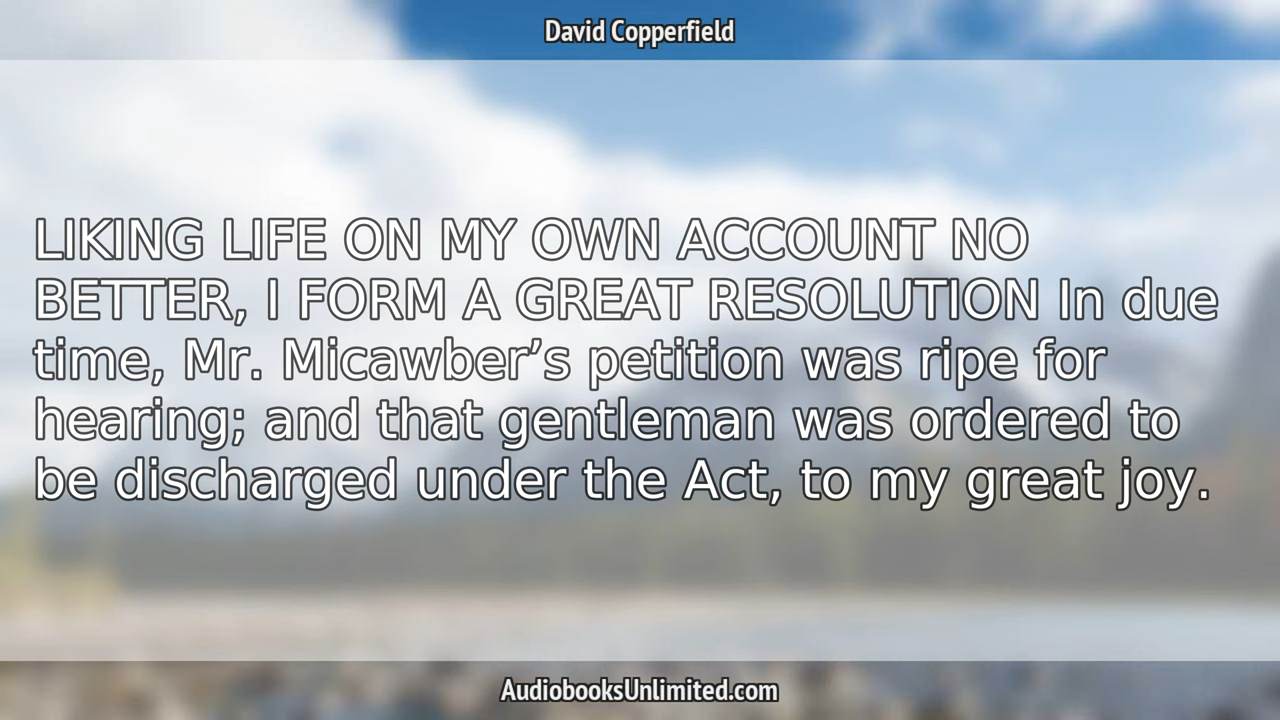 David Copperfield
LIKING LIFE ON MY OWN ACCOUNT NO
BETTER, I FORM A GREAT RESOLUTION In due
time, Mr. Micawber’s petition was ripe for
hearing; and that gentleman was ordered to
be discharged under the Act, to my great joy.
AudiobooksUnlimited.com